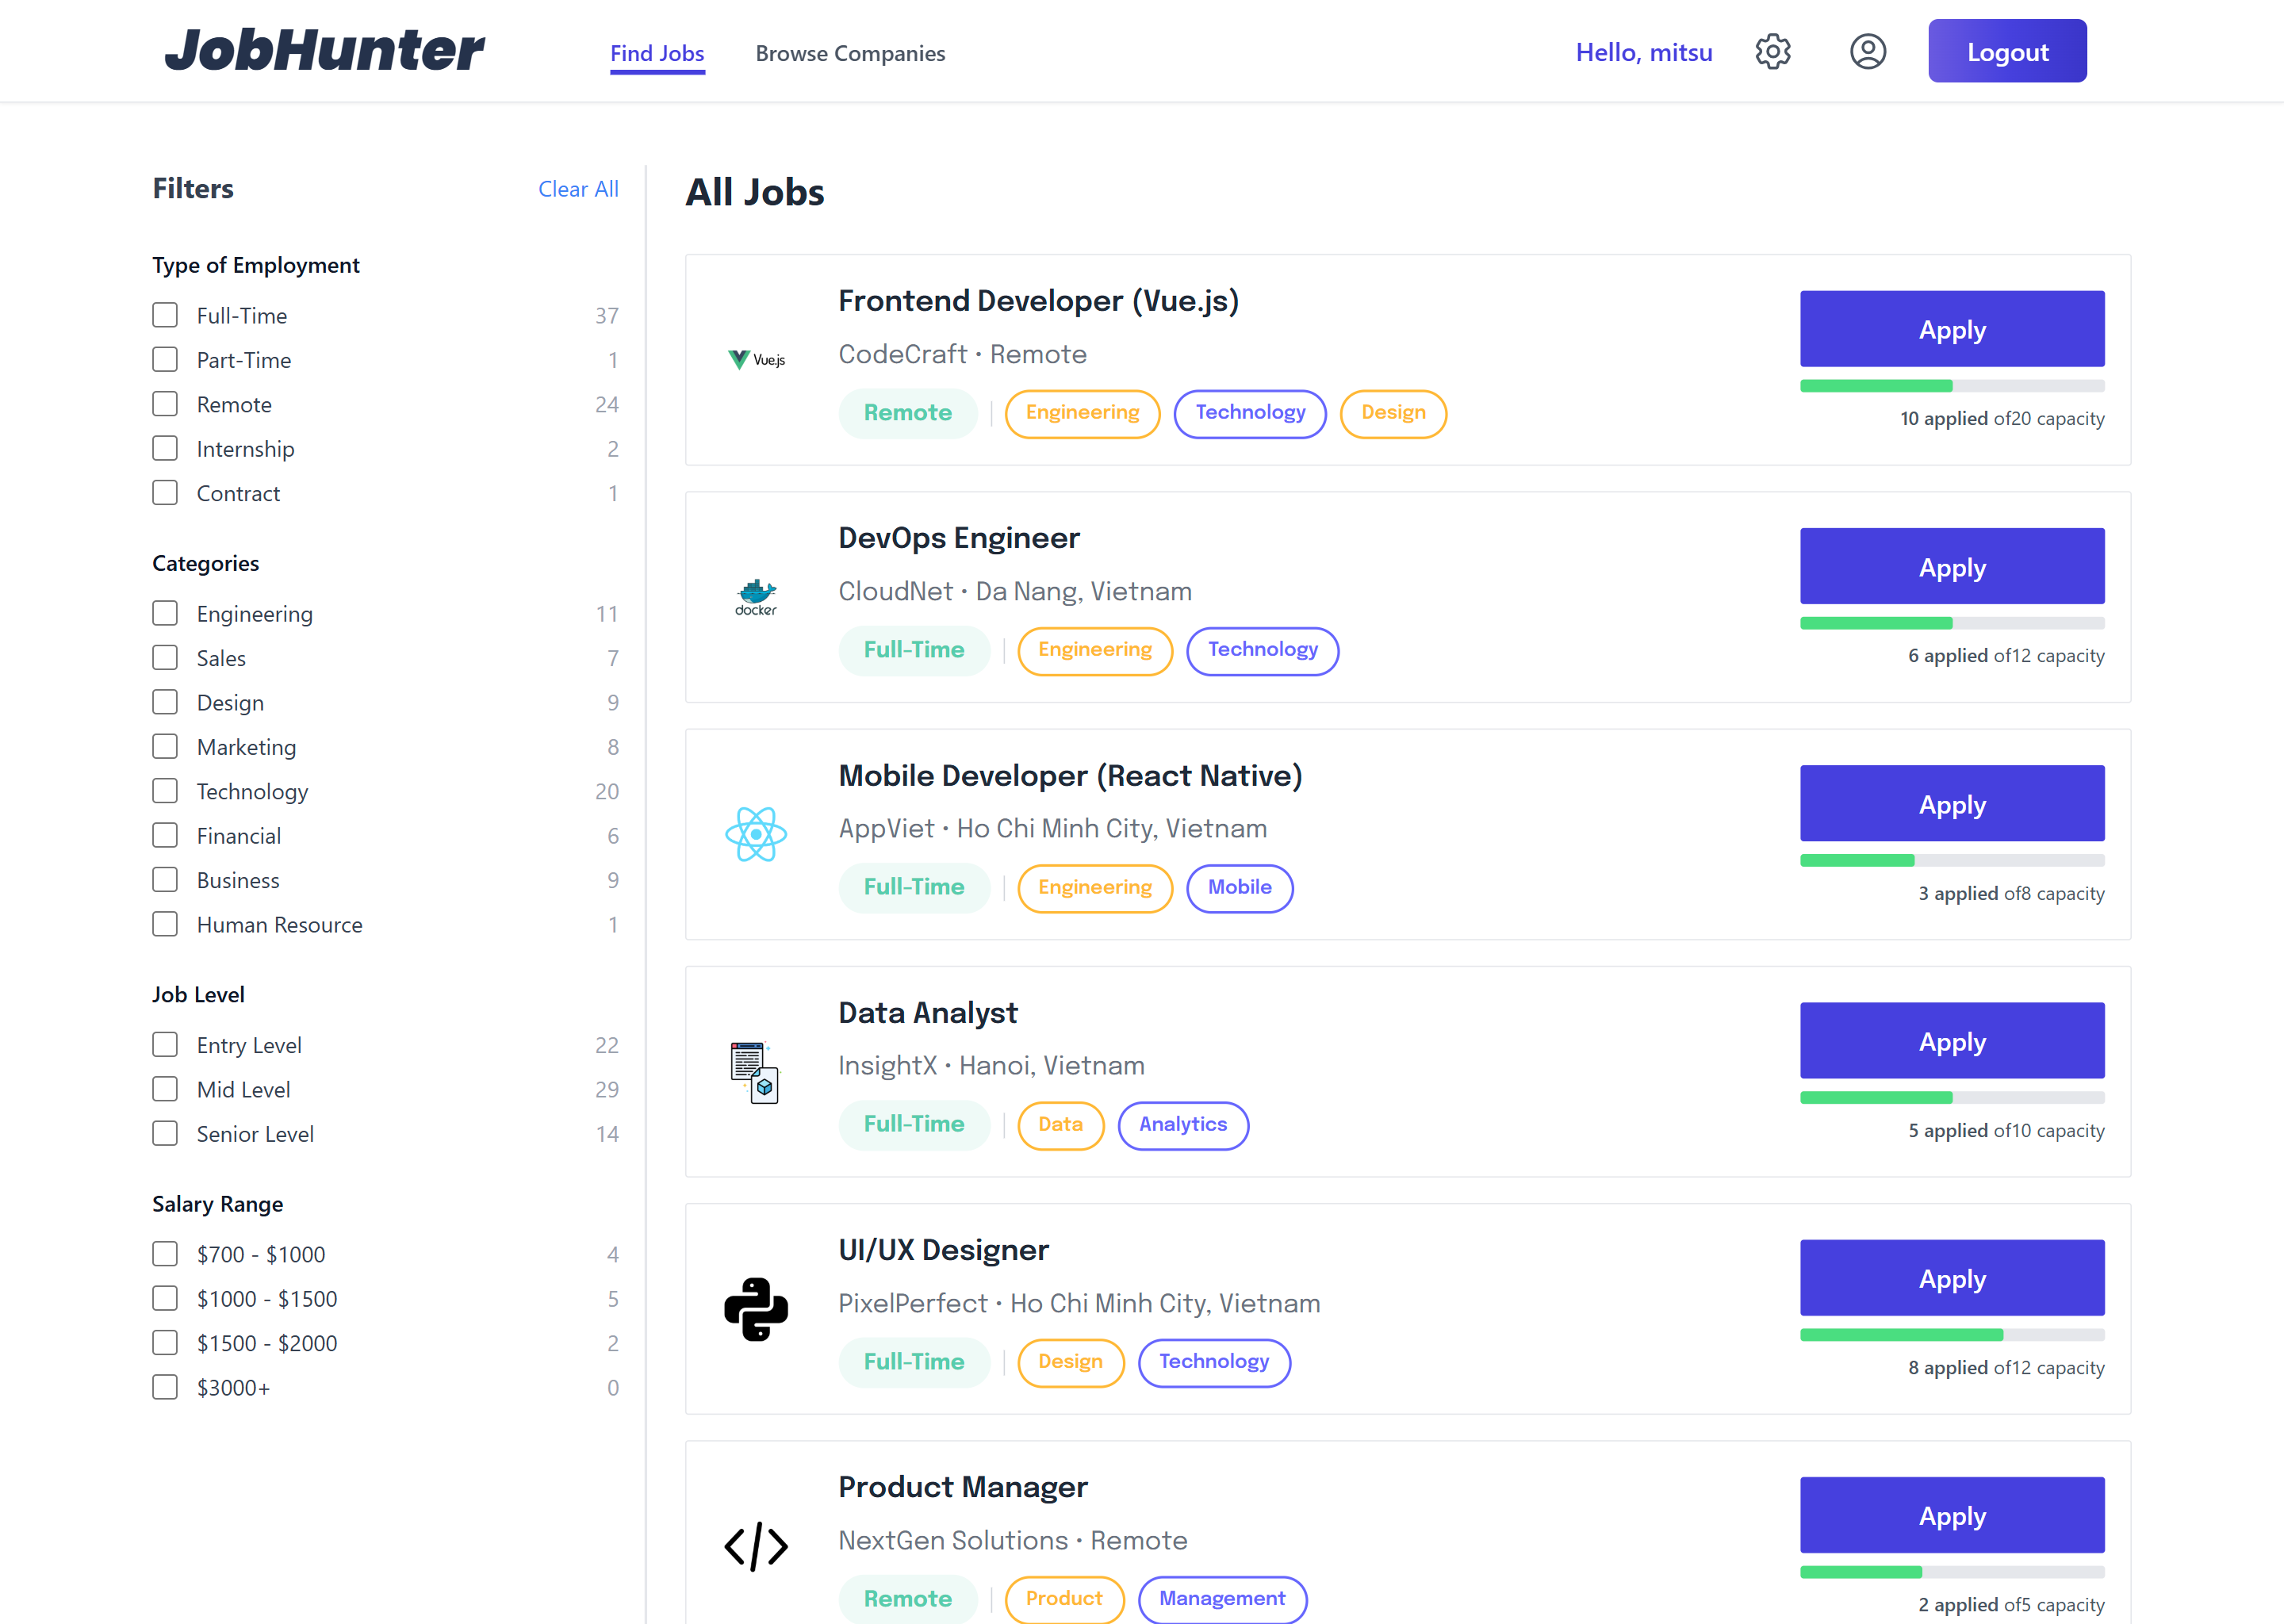 JobHunter
Find Jobs
Browse Companies
Hello, mitsu
Logout
Filters
Clear All
Type of Employment
Full-Time 37
Part-Time 1
Remote 24
Internship 2
Contract 1
Categories
Engineering 11
Sales 7
Design 9
Marketing 8
Technology 20
Financial 6
Business 9
Human Resource 1
Job Level
Entry Level 22
Mid Level 29
Senior Level 14
Salary Range
$700 - $1000 4
$1000 - $1500 5
$1500 - $2000 2
$3000+ 0
All Jobs
Vue.js
Frontend Developer (Vue.js)
CodeCraft • Remote
Remote Engineering Technology Design
Apply
10 applied of20 capacity
docker
DevOps Engineer
CloudNet • Da Nang, Vietnam
Full-Time Engineering Technology
Apply
6 applied of12 capacity
Mobile Developer (React Native)
AppViet • Ho Chi Minh City, Vietnam
Full-Time Engineering Mobile
Apply
3 applied of8 capacity
Data Analyst
InsightX • Hanoi, Vietnam
Full-Time Data Analytics
Apply
5 applied of10 capacity
UI/UX Designer
PixelPerfect • Ho Chi Minh City, Vietnam
Full-Time Design Technology
Apply
8 applied of12 capacity
Product Manager
NextGen Solutions • Remote
Remote Product Management
Apply
2 applied of5 capacity